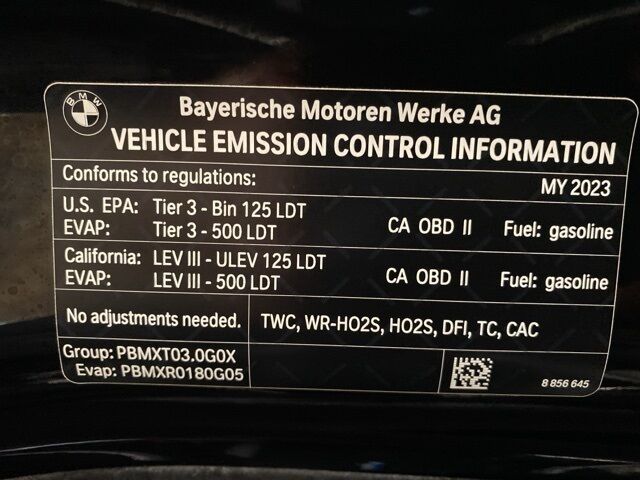 BMW
Bayerische Motoren Werke AG
VEHICLE EMISSION CONTROL INFORMATION
Conforms to regulations: MY 2023
U.S. EPA: Tier 3 - Bin 125 LDT
EVAP: Tier 3 - 500 LDT CA OBD II Fuel: gasoline
California: LEV III - ULEV 125 LDT
EVAP: LEV III - 500 LDT CA OBD II Fuel: gasoline
No adjustments needed. TWC, WR-HO2S, HO2S, DFI, TC, CAC
Group: PBMXT03.0G0X
Evap: PBMXR0180G05
8 856 645